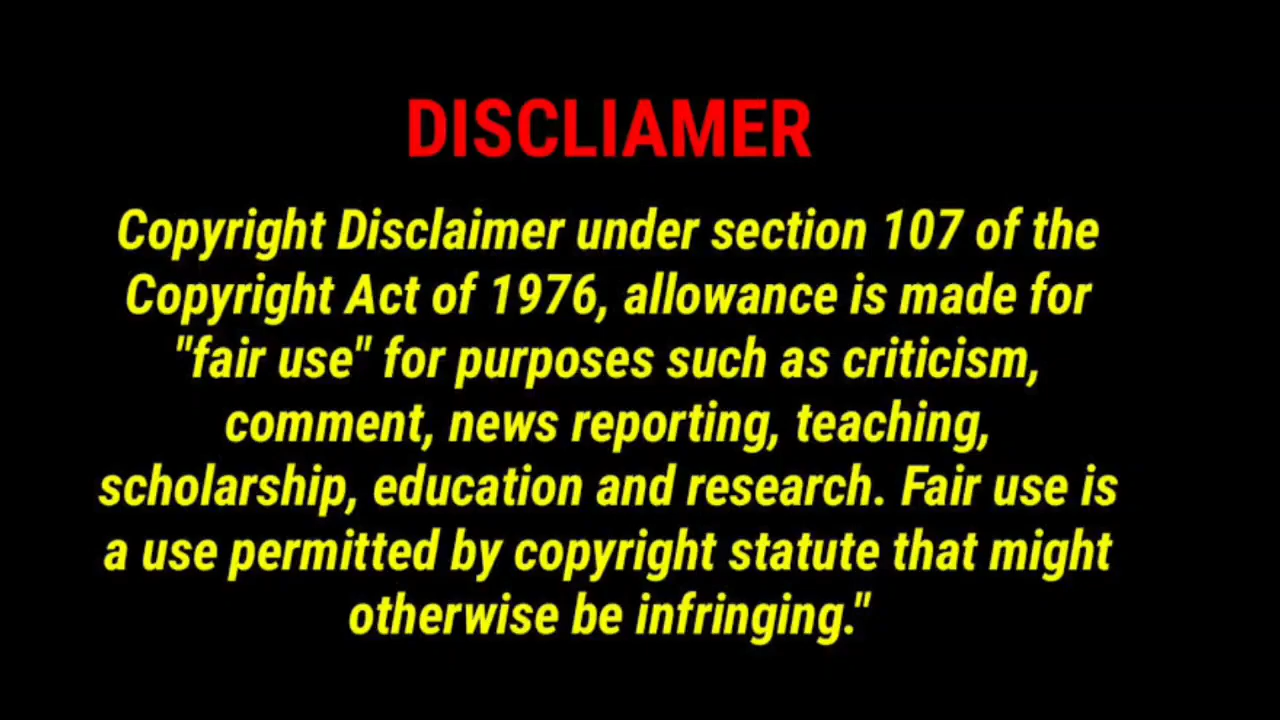 DISCLIAMER
Copyright Disclaimer under section 107 of the
Copyright Act of 1976, allowance is made for
"fair use" for purposes such as criticism,
comment, news reporting, teaching,
scholarship, education and research. Fair use is
a use permitted by copyright statute that might
otherwise be infringing."